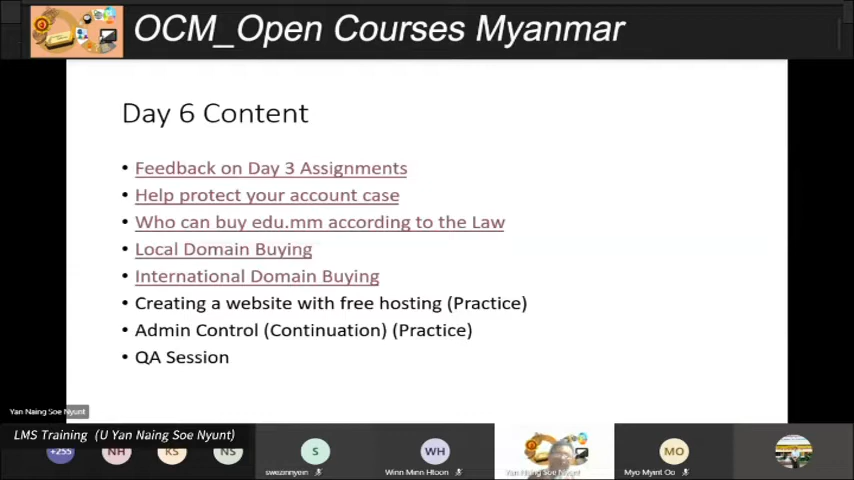 OCM_Open Courses Myanmar
Day 6 Content
• Feedback on Day 3 Assignments
• Help protect your account case
• Who can buy edu.mm according to the Law
• Local Domain Buying
• International Domain Buying
• Creating a website with free hosting (Practice)
• Admin Control (Continuation) (Practice)
• QA Session
Yan Naing Soe Nyunt
LMS Training (U Yan Naing Soe Nyunt)
+255 NH KS NS S WH MO
swezinnyein Winn Minn Htoon Yan Naing Soe Nyunt Myo Myint Oo